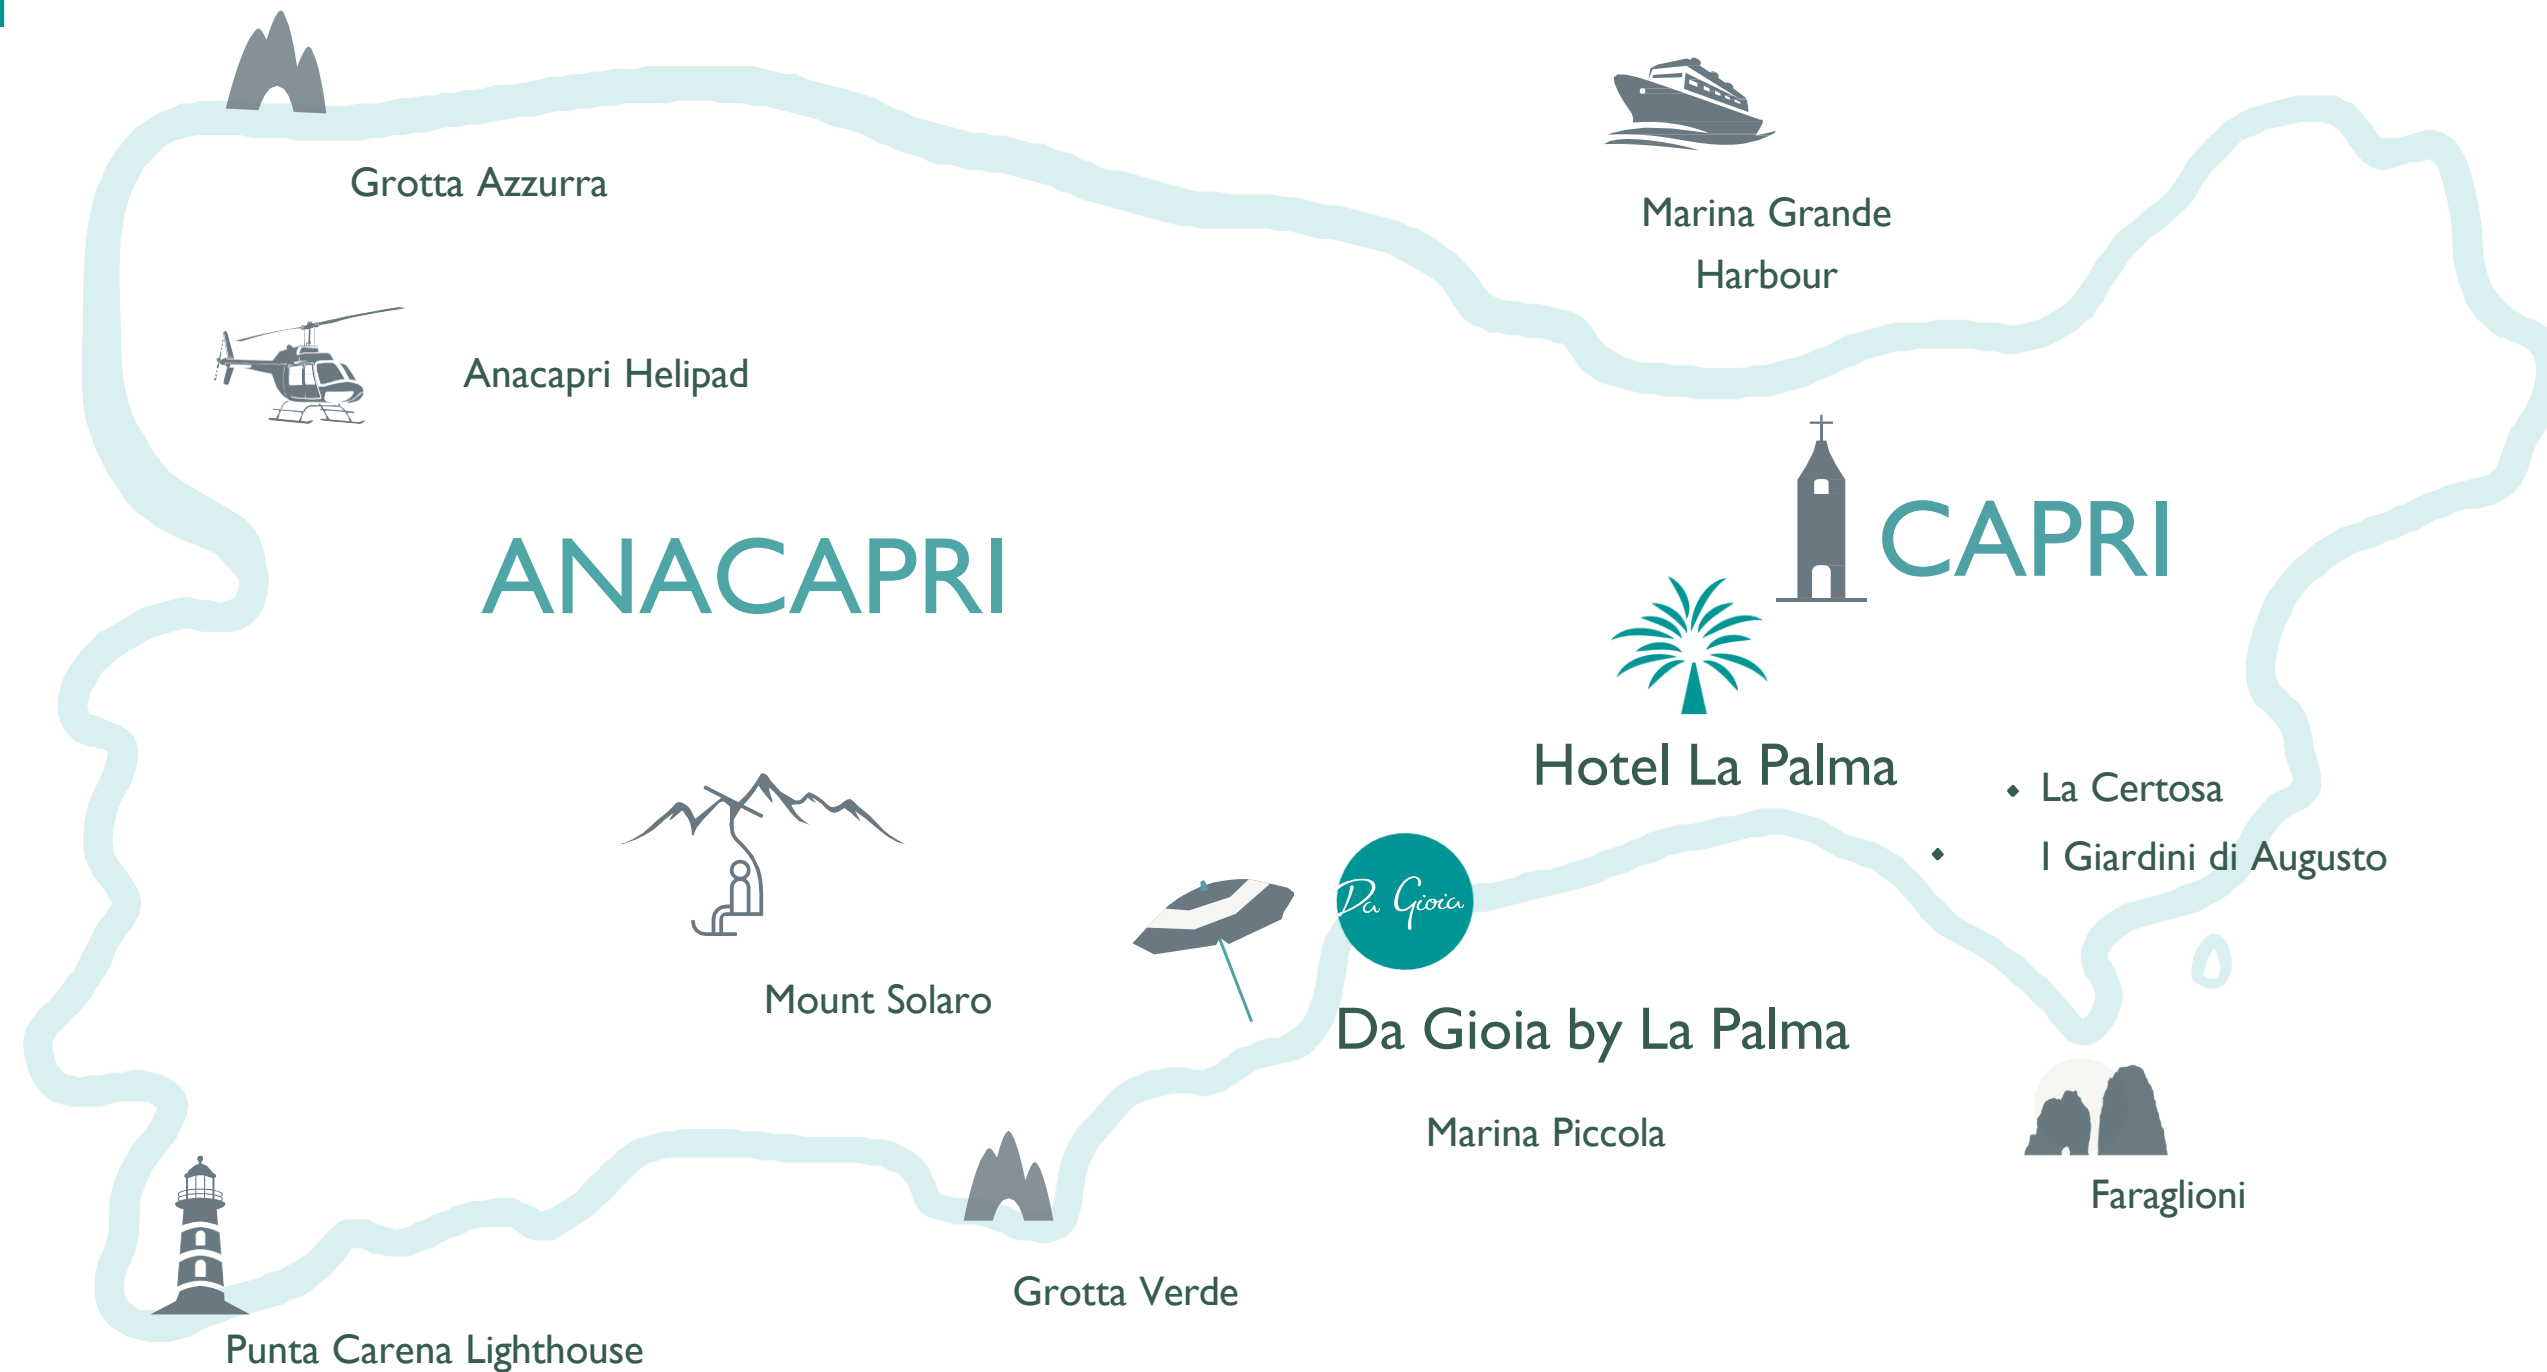 Grotta Azzurra
Marina Grande
Harbour
Anacapri Helipad
ANACAPRI
CAPRI
Hotel La Palma
La Certosa
I Giardini di Augusto
Da Gioia
Mount Solaro
Da Gioia by La Palma
Marina Piccola
Faraglioni
Grotta Verde
Punta Carena Lighthouse